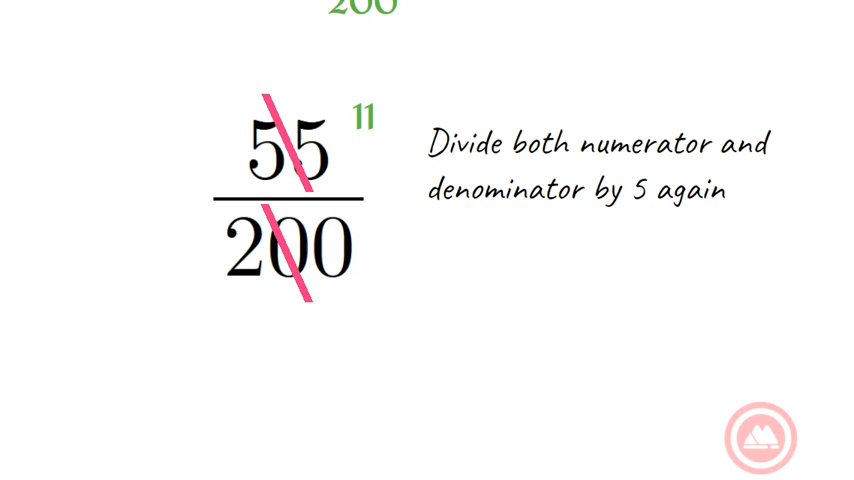 200
55 11
200
Divide both numerator and
denominator by 5 again